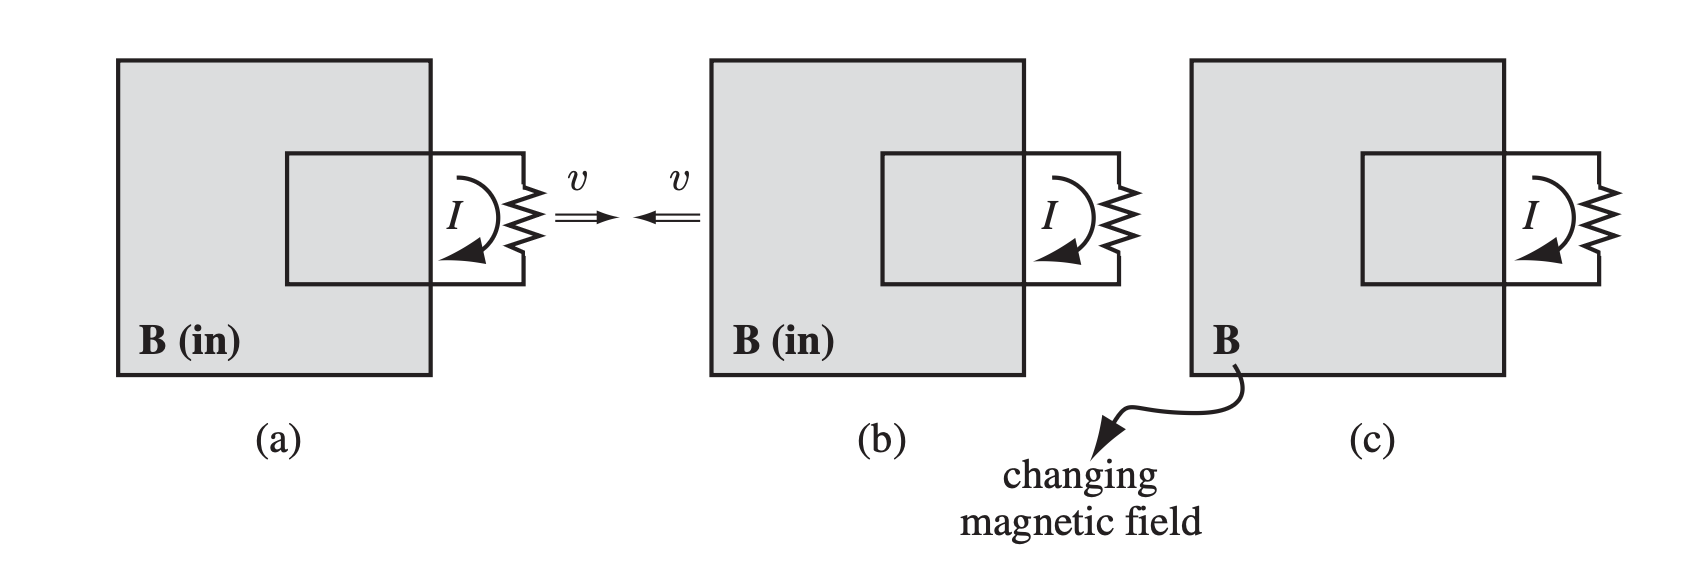 I
v
v
I
I
B (in)
B (in)
B
(a)
(b)
(c)
changing
magnetic field